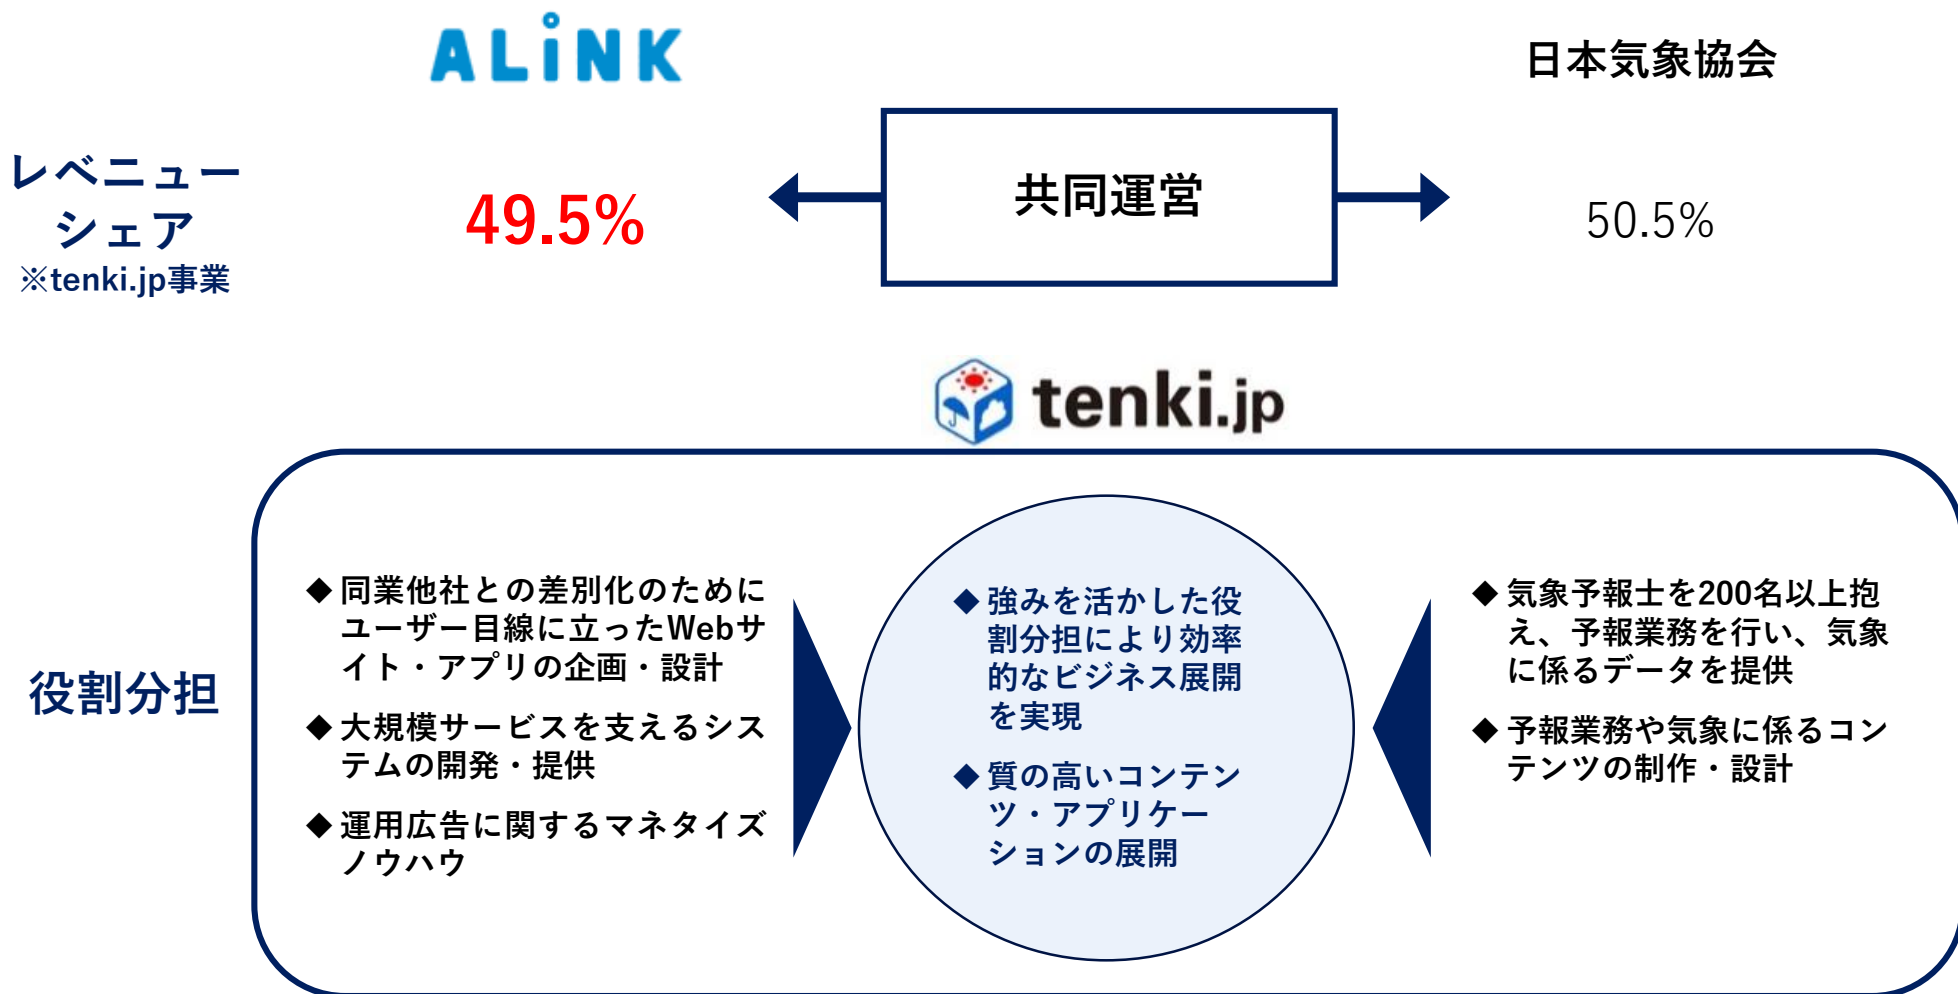 ALiNK
日本気象協会
レベニュー
シェア
※tenki.jp事業
49.5%
共同運営
50.5%
tenki.jp
役割分担
◆ 同業他社との差別化のために
ユーザー目線に立ったWebサ
イト・アプリの企画・設計
◆ 大規模サービスを支えるシス
テムの開発・提供
◆ 運用広告に関するマネタイズ
ノウハウ
◆ 強みを活かした役
割分担により効率
的なビジネス展開
を実現
◆ 質の高いコンテン
ツ・アプリケー
ションの展開
◆ 気象予報士を200名以上抱
え、予報業務を行い、気象
に係るデータを提供
◆ 予報業務や気象に係るコン
テンツの制作・設計